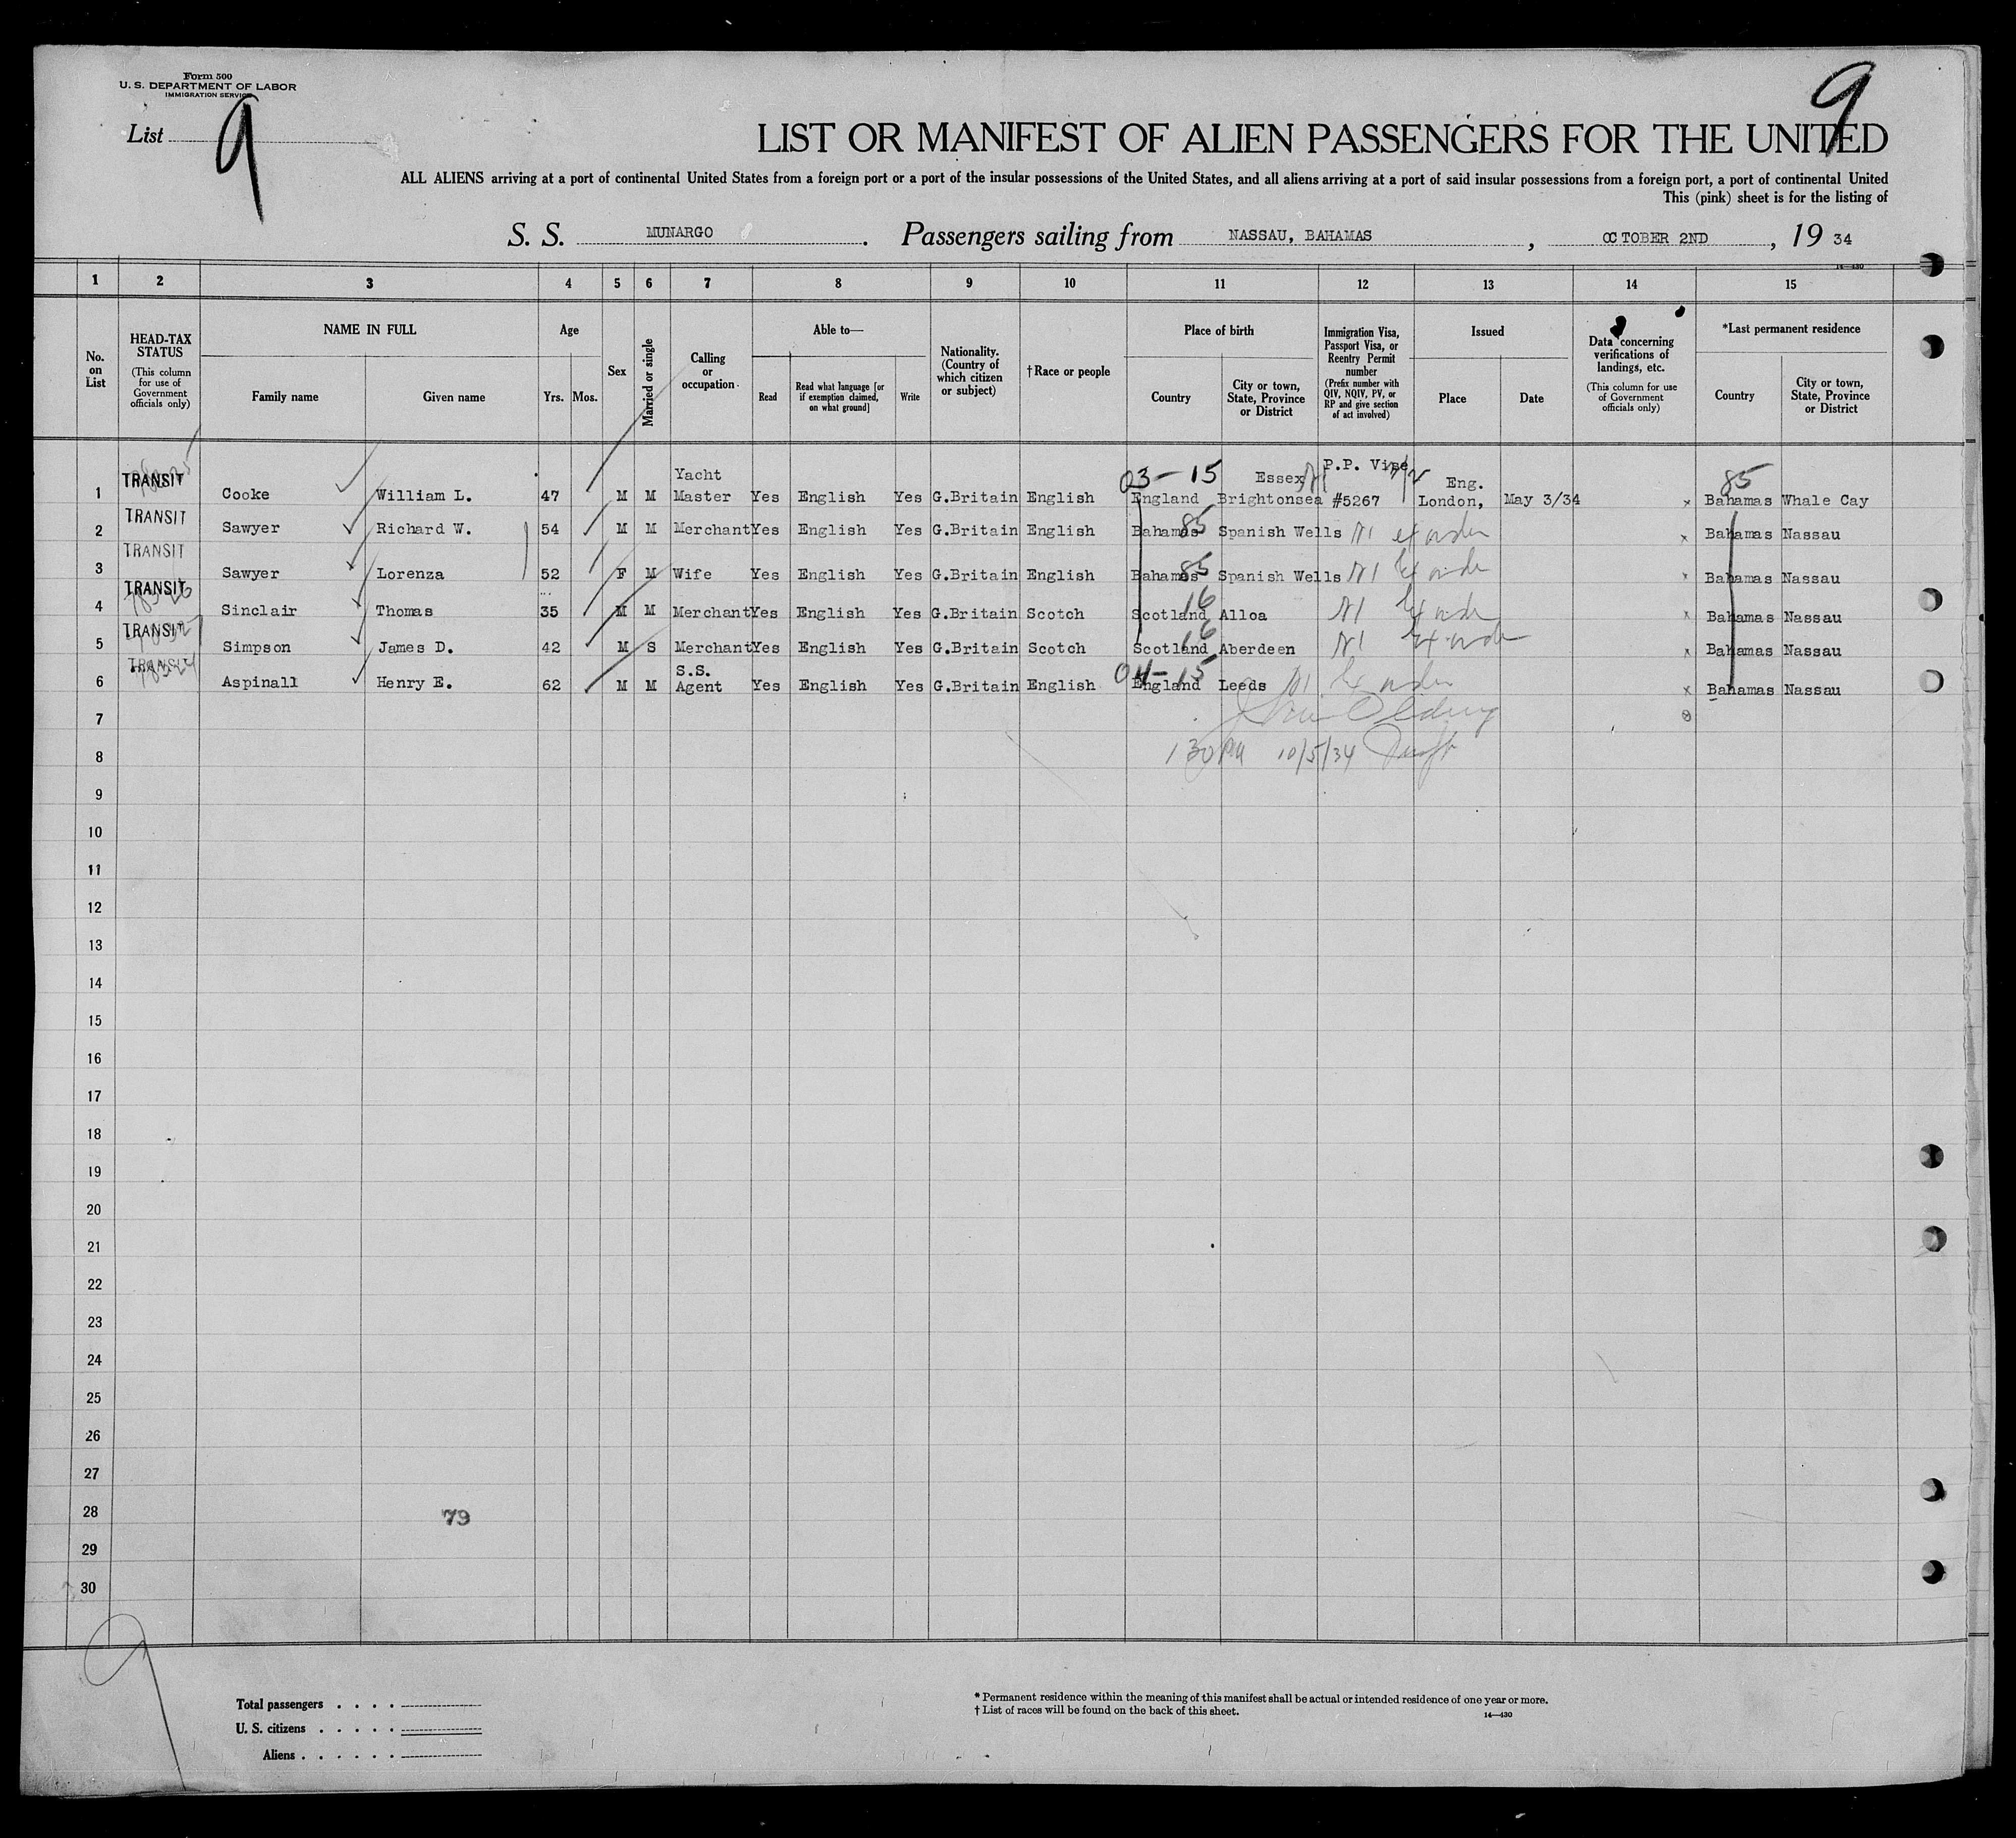 Form 500
U. S. DEPARTMENT OF LABOR
IMMIGRATION SERVICE
List 9
9
LIST OR MANIFEST OF ALIEN PASSENGERS FOR THE UNITED
ALL ALIENS arriving at a port of continental United States from a foreign port or a port of the insular possessions of the United States, and all aliens arriving at a port of said insular possessions from a foreign port, a port of continental United
This (pink) sheet is for the listing of
S. S. MUNARGO. Passengers sailing from NASSAU, BAHAMAS, OCTOBER 2ND, 19 34
14—430
1 2 3 4 5 6 7 8 9 10 11 12 13 14 15
No. on List
HEAD-TAX STATUS
(This column for use of Government officials only)
NAME IN FULL
Family name Given name
Age
Yrs. Mos.
Sex
Married or single
Calling or occupation
Able to—
Read
Read what language [or if exemption claimed, on what ground]
Write
Nationality. (Country of which citizen or subject)
†Race or people
Place of birth
Country
City or town, State, Province or District
Immigration Visa, Passport Visa, or Reentry Permit number
(Prefix number with QIV, NQIV, PV, or RP and give section of act involved)
Issued
Place Date
Data concerning verifications of landings, etc.
(This column for use of Government officials only)
*Last permanent residence
Country
City or town, State, Province or District
Yacht 03-15 Essex P.P. Vise Eng. 85
1 TRANSIT Cooke William L. 47 M M Master Yes English Yes G.Britain English England Brightonsea #5267 London, May 3/34 x Bahamas Whale Cay
2 TRANSIT Sawyer Richard W. 54 M M Merchant Yes English Yes G.Britain English Bahamas 85 Spanish Wells x Bahamas Nassau
3 TRANSIT Sawyer Lorenza 52 F M Wife Yes English Yes G.Britain English Bahamas 85 Spanish Wells x Bahamas Nassau
4 TRANSIT Sinclair Thomas 35 M M Merchant Yes English Yes G.Britain Scotch Scotland 16 Alloa x Bahamas Nassau
5 TRANSIT Simpson James D. 42 M S Merchant Yes English Yes G.Britain Scotch Scotland 16 Aberdeen x Bahamas Nassau
S.S. 04-15
6 TRANSIT Aspinall Henry E. 62 M M Agent Yes English Yes G.Britain English England Leeds x Bahamas Nassau
7
8 130 PM 10/5/34
9
10
11
12
13
14
15
16
17
18
19
20
21
22
23
24
25
26
27
28 79
29
30
9
Total passengers . . . .
U. S. citizens . . . . .
Aliens . . . . . .
* Permanent residence within the meaning of this manifest shall be actual or intended residence of one year or more.
† List of races will be found on the back of this sheet.
14—430